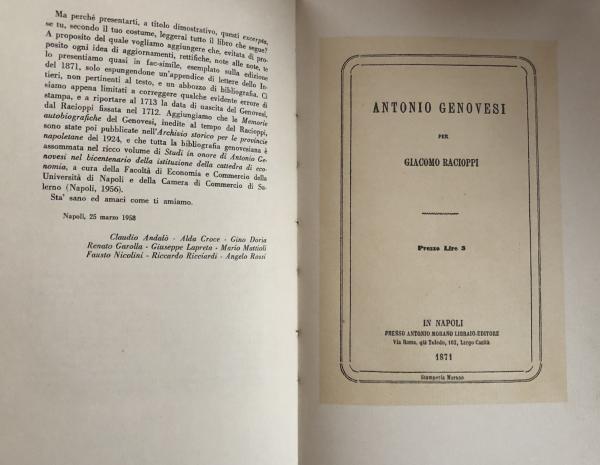 Ma perché presentarti, a titolo dimostrativo, questi excerpta,
se tu, secondo il tuo costume, leggerai tutto il libro che segue?
A proposito del quale vogliamo aggiungere che, evitata di pro-
posito ogni idea di aggiornamenti, rettifiche, note alle note, te
lo presentiamo quasi in fac-simile, esemplato sulla edizione
del 1871, solo espungendone un'appendice di lettere dello In-
tieri, non pertinenti al testo, e un abbozzo di bibliografia. Ci
siamo appena limitati a correggere qualche evidente errore di
stampa, e a riportare al 1713 la data di nascita del Genovesi,
dal Racioppi fissata nel 1712. Aggiungiamo che le Memorie
autobiografiche del Genovesi, inedite al tempo del Racioppi,
sono state poi pubblicate nell'Archivio storico per le provincie
napoletane del 1924, e che tutta la bibliografia genovesiana è
assommata nel ricco volume di Studi in onore di Antonio Ge-
novesi nel bicentenario della istituzione della cattedra di eco-
nomia, a cura della Facoltà di Economia e Commercio della
Università di Napoli e della Camera di Commercio di Sa-
lerno (Napoli, 1956).
Sta' sano ed amaci come ti amiamo.
Napoli, 25 marzo 1958
Claudio Andalò - Alda Croce - Gino Doria
Renato Garolla - Giuseppe Lapreta - Mario Mattioli
Fausto Nicolini - Riccardo Ricciardi - Angelo Rossi
ANTONIO GENOVESI
PER
GIACOMO RACIOPPI
Prezzo Lire 3
IN NAPOLI
PRESSO ANTONIO MORANO LIBRAIO-EDITORE
Via Roma, già Toledo, 103, Largo Carità
1871
Stamperia Morano